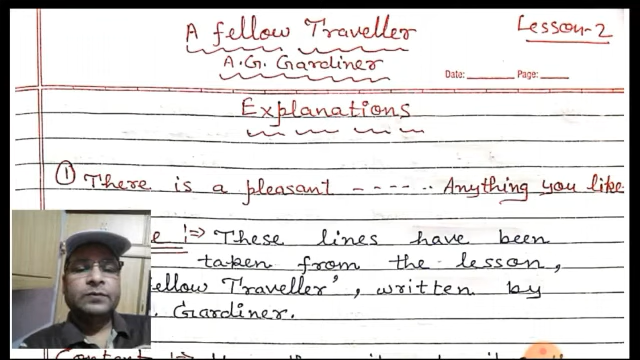 A fellow Traveller
Lesson-2
A.G. Gardiner
Date: Page:
Explanations
① There is a pleasant ------ Anything you like
e :⇒ These lines have been
taken from the lesson,
ellow Traveller', written by
. Gardiner.
Context :⇒